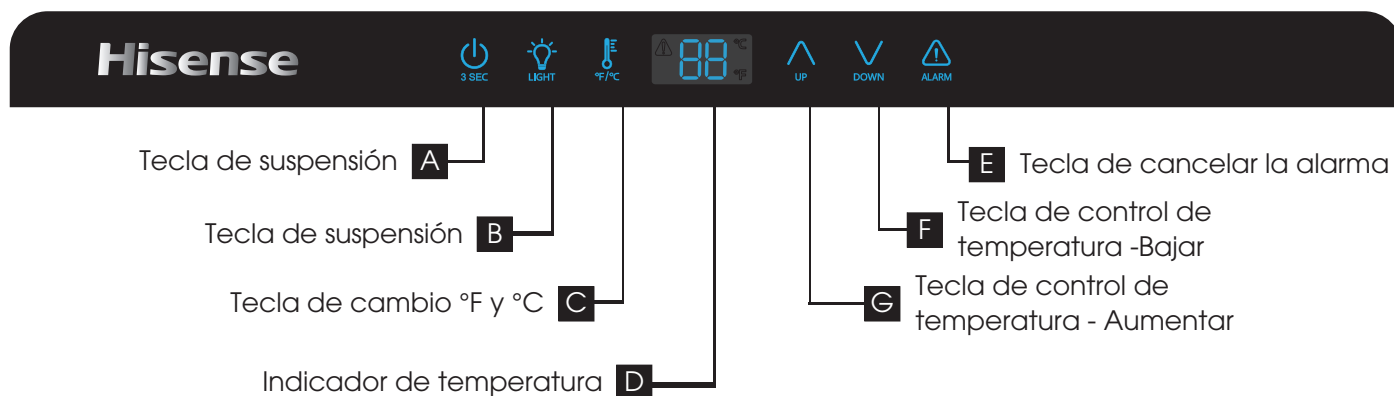 Hisense
3 SEC
LIGHT
°F/°C
88
°C
°F
UP
DOWN
ALARM
Tecla de suspensión A
E Tecla de cancelar la alarma
Tecla de suspensión B
F Tecla de control de
temperatura -Bajar
Tecla de cambio °F y °C C
G Tecla de control de
temperatura - Aumentar
Indicador de temperatura D